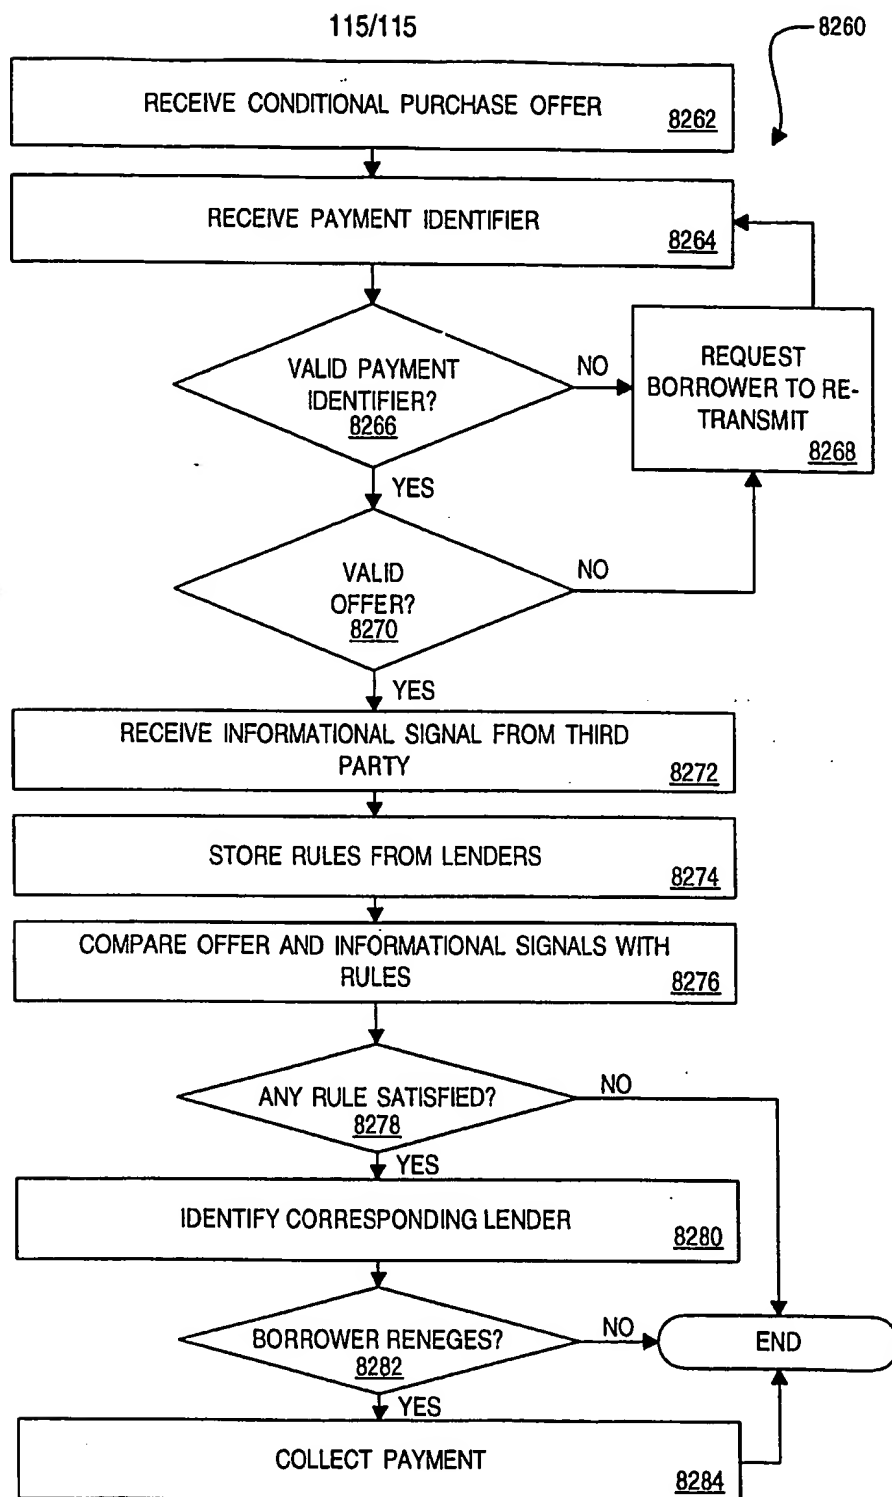 115/115
8260
RECEIVE CONDITIONAL PURCHASE OFFER
8262
RECEIVE PAYMENT IDENTIFIER
8264
VALID PAYMENT
IDENTIFIER?
8266
NO
REQUEST
BORROWER TO RE-
TRANSMIT
8268
YES
VALID
OFFER?
8270
NO
YES
RECEIVE INFORMATIONAL SIGNAL FROM THIRD
PARTY
8272
STORE RULES FROM LENDERS
8274
COMPARE OFFER AND INFORMATIONAL SIGNALS WITH
RULES
8276
ANY RULE SATISFIED?
8278
NO
YES
IDENTIFY CORRESPONDING LENDER
8280
BORROWER RENEGES?
8282
NO
END
YES
COLLECT PAYMENT
8284